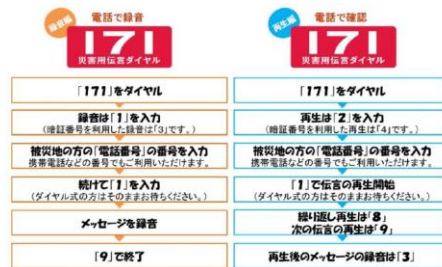 録音編
電話で録音
171
災害用伝言ダイヤル
「171」をダイヤル
録音は「1」を入力
(暗証番号を利用した録音は「3」です。)
被災地の方の「電話番号」の番号を入力
携帯電話などの番号でもご利用いただけます。
続けて「1」を入力
(ダイヤル式の方はそのままお待ちください。)
メッセージを録音
「9」で終了
再生編
電話で確認
171
災害用伝言ダイヤル
「171」をダイヤル
再生は「2」を入力
(暗証番号を利用した再生は「4」です。)
被災地の方の「電話番号」の番号を入力
携帯電話などの番号でもご利用いただけます。
「1」で伝言の再生開始
(ダイヤル式の方はそのままお待ちください。)
繰り返し再生は「8」
次の伝言の再生は「9」
再生後のメッセージの録音は「3」